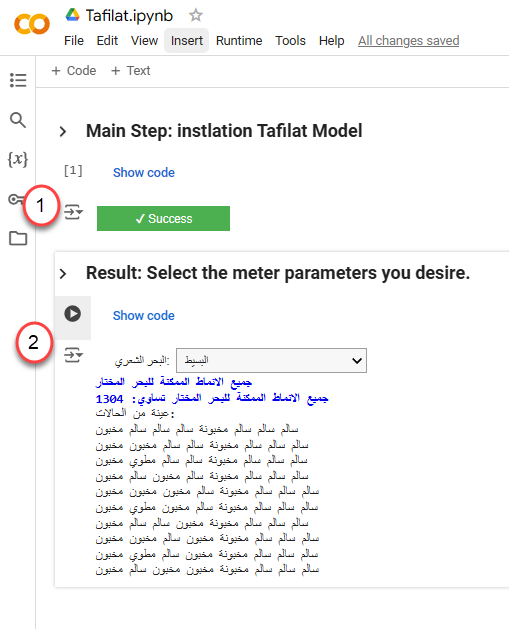 Tafilat.ipynb
File Edit View Insert Runtime Tools Help All changes saved
+ Code + Text
Main Step: instlation Tafilat Model
[1] Show code
{x}
1
✓ Success
Result: Select the meter parameters you desire.
Show code
2
البحر الشعري: البسيط
جميع الانماط الممكنة للبحر المختار
جميع الانماط الممكنة للبحر المختار تساوي: 1304
عينة من الحالات:
سالم سالم سالم مخبونة سالم سالم سالم مخبون
سالم سالم سالم مخبونة سالم سالم مخبون مخبون
سالم سالم سالم مخبونة سالم سالم مطوي مخبون
سالم سالم سالم مخبونة سالم مخبون سالم مخبون
سالم سالم سالم مخبونة سالم مخبون مخبون مخبون
سالم سالم سالم مخبونة سالم مخبون مطوي مخبون
سالم سالم سالم مخبونة مخبون سالم سالم مخبون
سالم سالم سالم مخبونة مخبون سالم مخبون مخبون
سالم سالم سالم مخبونة مخبون سالم مطوي مخبون
سالم سالم سالم مخبونة مخبون مخبون سالم مخبون